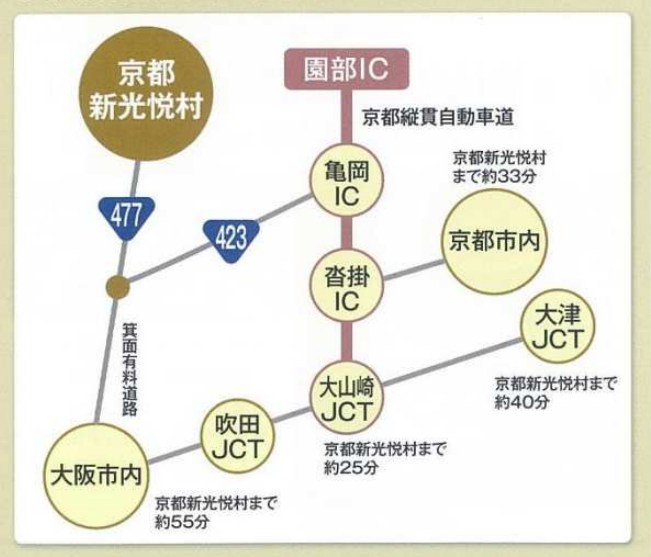 京都
新光悦村
園部IC
京都縦貫自動車道
亀岡
IC
京都新光悦村
まで約33分
477
423
京都市内
沓掛
IC
大津
JCT
箕面有料道路
大山崎
JCT
京都新光悦村まで
約40分
吹田
JCT
京都新光悦村まで
約25分
大阪市内
京都新光悦村まで
約55分